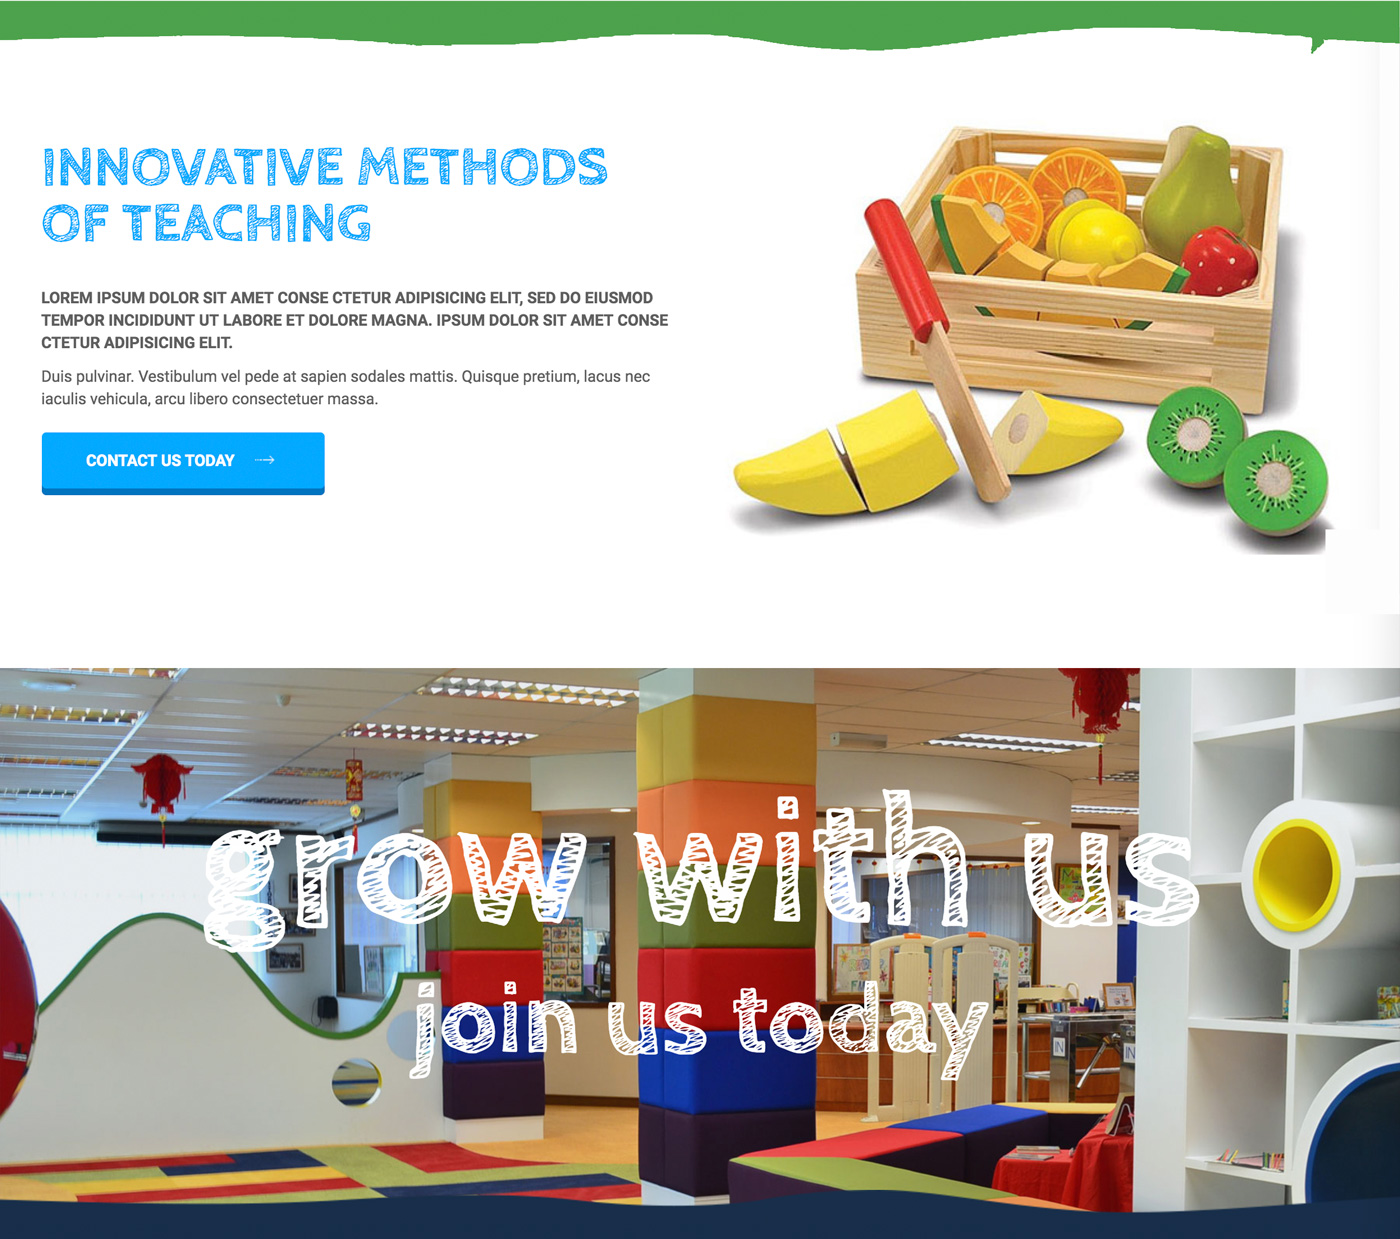 INNOVATIVE METHODS
OF TEACHING
LOREM IPSUM DOLOR SIT AMET CONSE CTETUR ADIPISICING ELIT, SED DO EIUSMOD
TEMPOR INCIDIDUNT UT LABORE ET DOLORE MAGNA. IPSUM DOLOR SIT AMET CONSE
CTETUR ADIPISICING ELIT.
Duis pulvinar. Vestibulum vel pede at sapien sodales mattis. Quisque pretium, lacus nec
iaculis vehicula, arcu libero consectetuer massa.
CONTACT US TODAY
grow with us
join us today
IN
IN